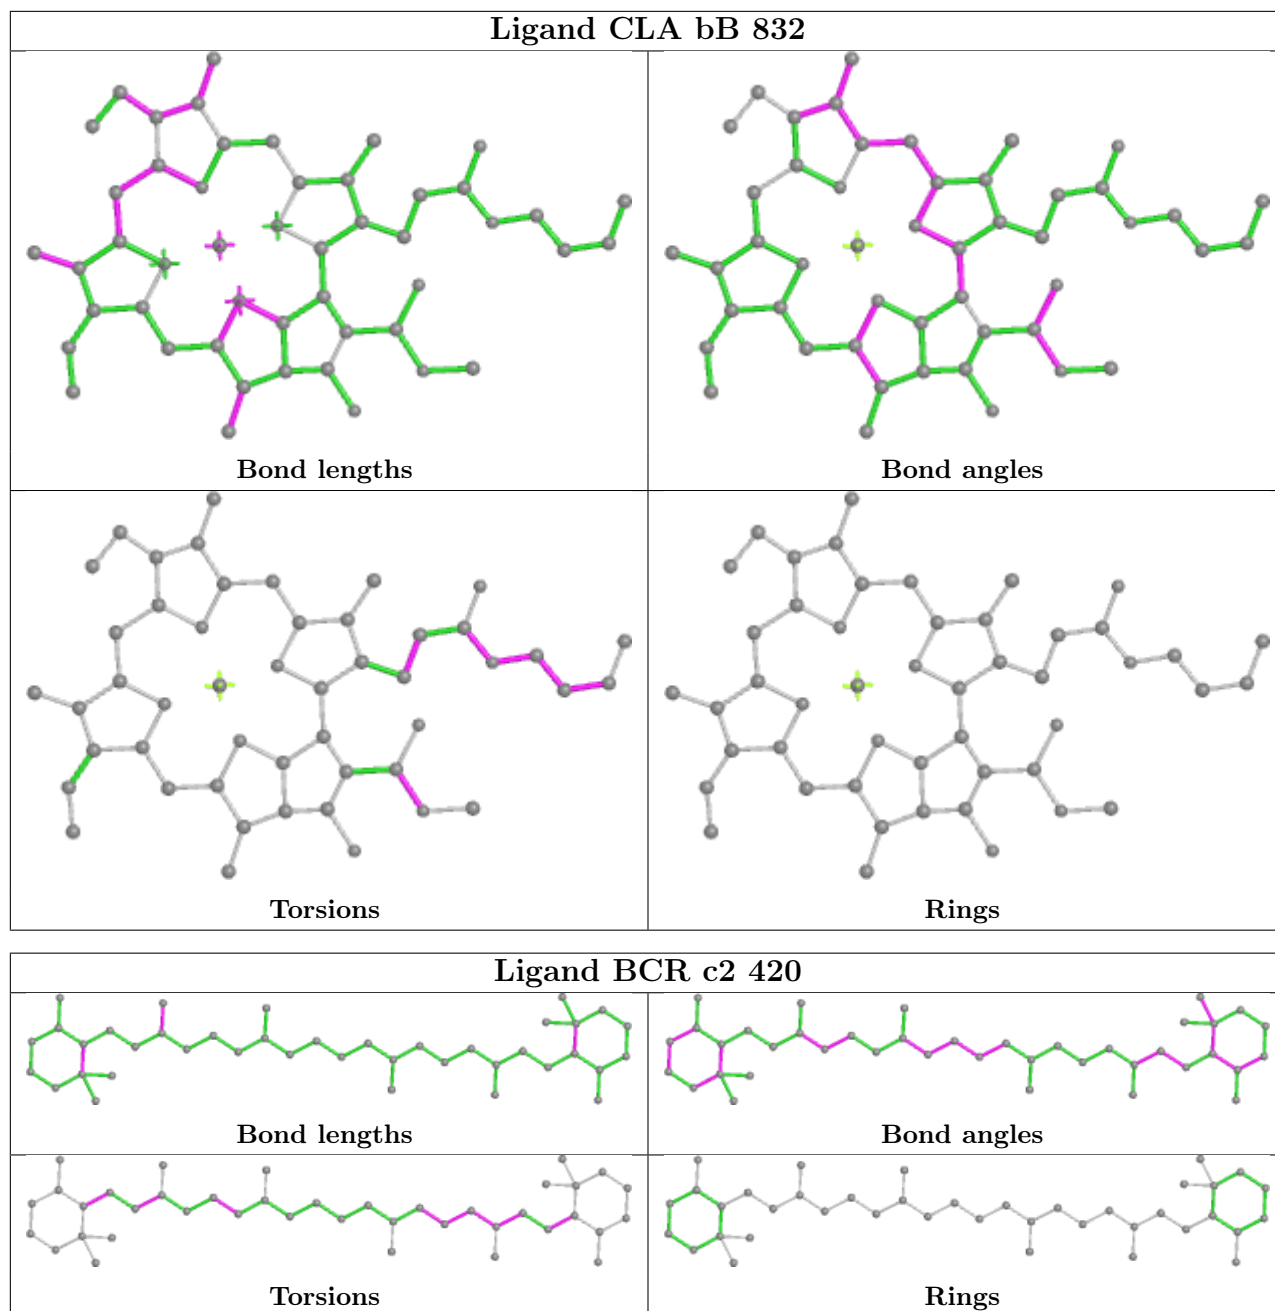 Ligand CLA bB 832
Bond lengths
Bond angles
Torsions
Rings
Ligand BCR c2 420
Bond lengths
Bond angles
Torsions
Rings